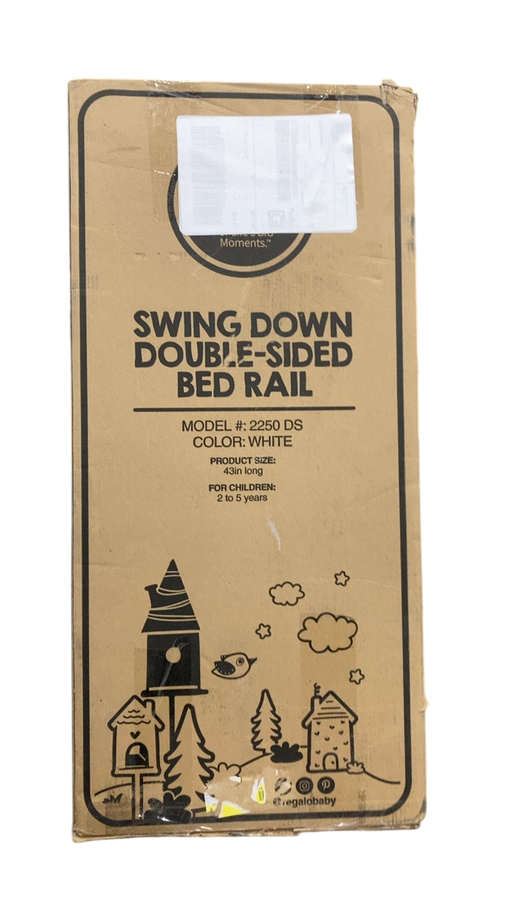 Moments.™
SWING DOWN
DOUBLE-SIDED
BED RAIL
MODEL #: 2250 DS
COLOR: WHITE
PRODUCT SIZE:
43in long
FOR CHILDREN:
2 to 5 years
@regalobaby